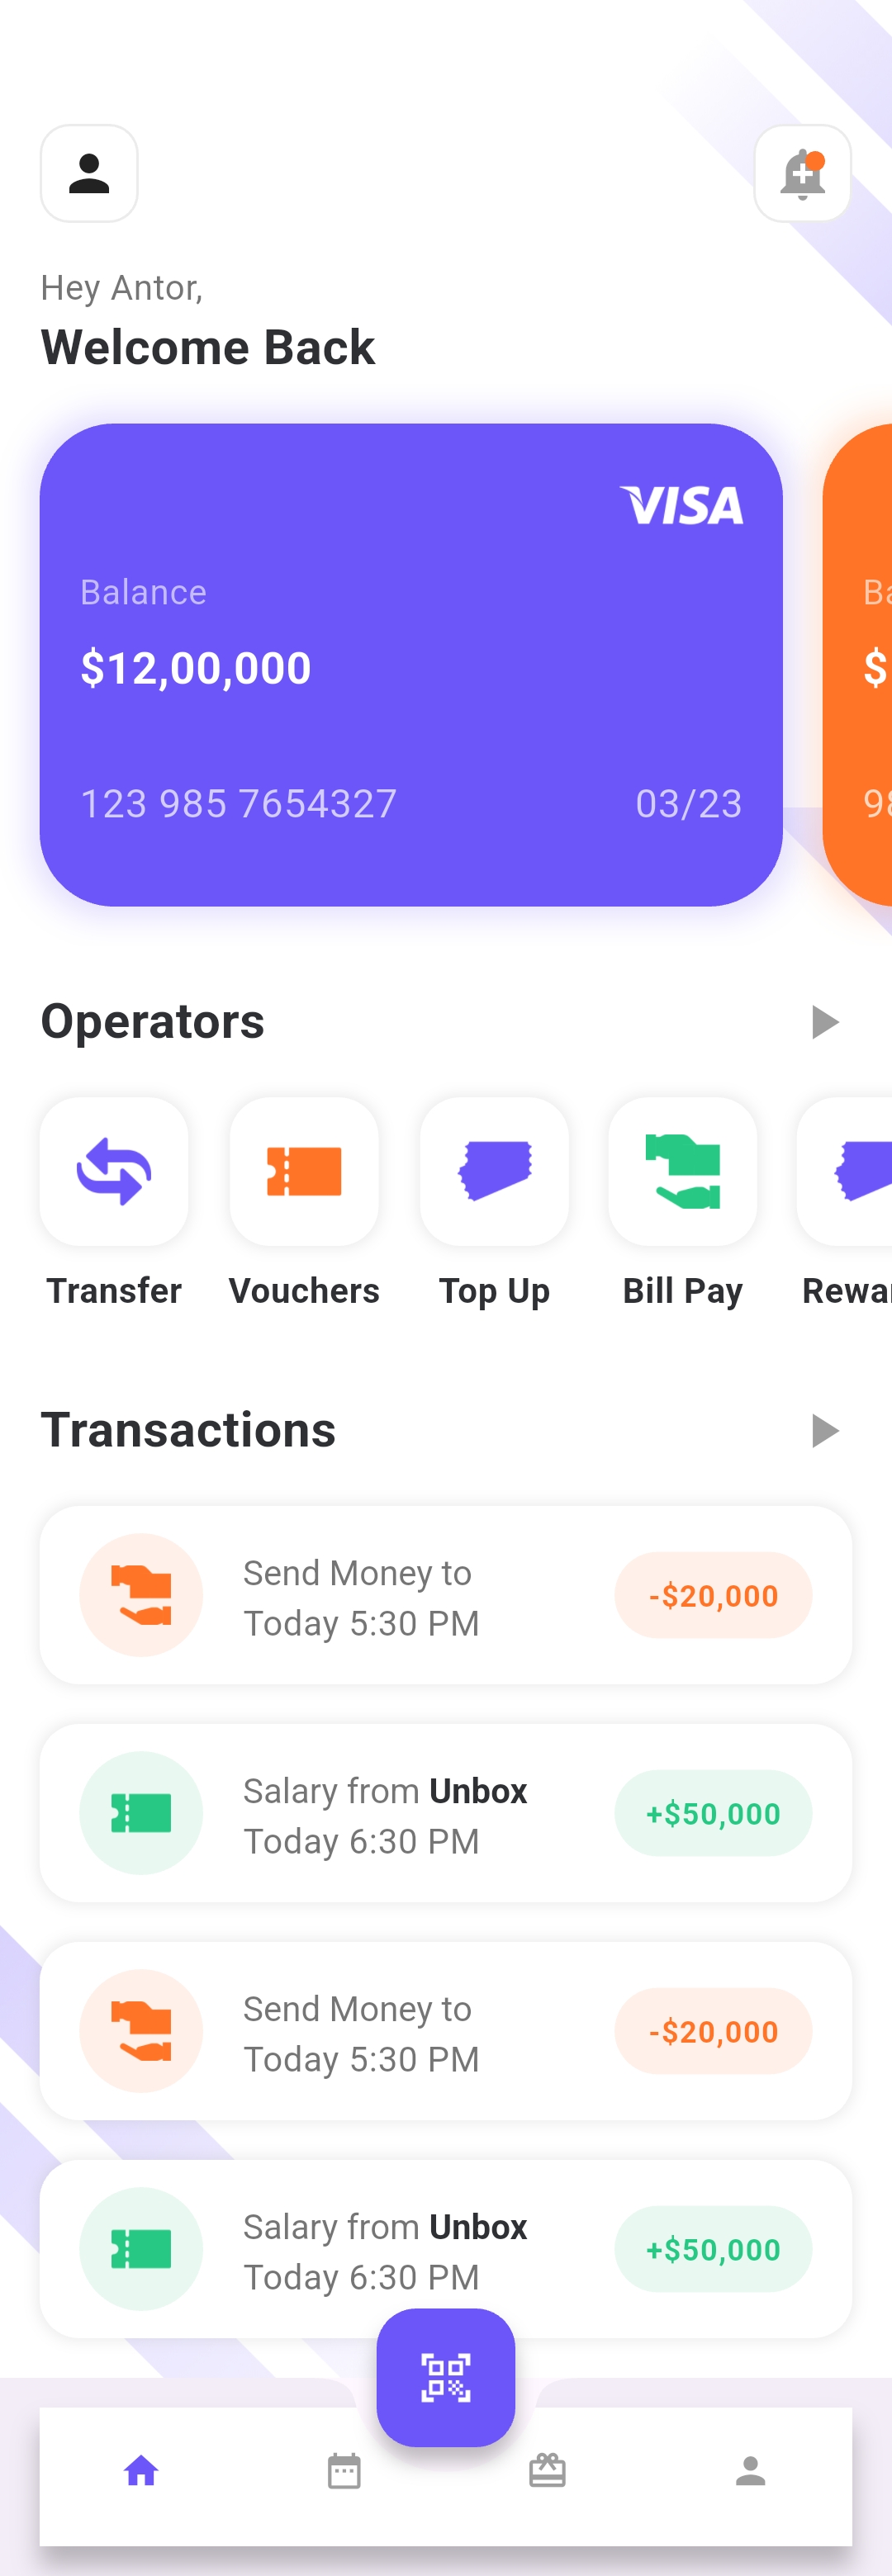 Hey Antor,
Welcome Back
VISA
Balance
$12,00,000
123 985 7654327 03/23
Operators
Transfer Vouchers Top Up Bill Pay
Transactions
Send Money to
Today 5:30 PM
-$20,000
Salary from Unbox
Today 6:30 PM
+$50,000
Send Money to
Today 5:30 PM
-$20,000
Salary from Unbox
Today 6:30 PM
+$50,000